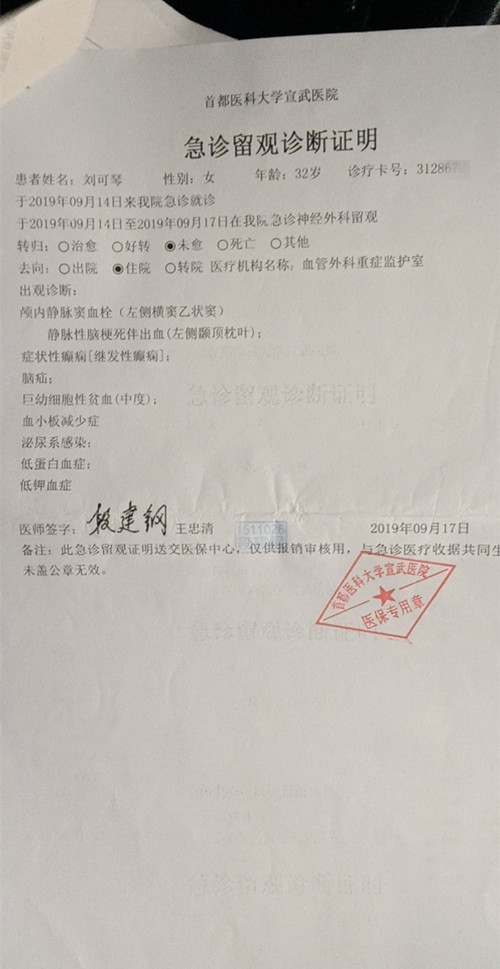 首都医科大学宣武医院
急诊留观诊断证明
患者姓名：刘可琴 性别：女 年龄：32岁 诊疗卡号：31286
于2019年09月14日来我院急诊就诊
于2019年09月14日至2019年09月17日在我院急诊神经外科留观
转归：○治愈 ○好转 ◉未愈 ○死亡 ○其他
去向：○出院 ◉住院 ○转院 医疗机构名称：血管外科重症监护室
出观诊断：
颅内静脉窦血栓（左侧横窦乙状窦）
静脉性脑梗死伴出血(左侧颞顶枕叶)；
症状性癫痫[继发性癫痫]；
脑疝；
巨幼细胞性贫血(中度)；
血小板减少症
泌尿系感染；
低蛋白血症；
低钾血症
医师签字： 王忠清 2019年09月17日
备注：此急诊留观证明送交医保中心，仅供报销审核用，与急诊医疗收据共同生
未盖公章无效。
首都医科大学宣武医院
医保专用章